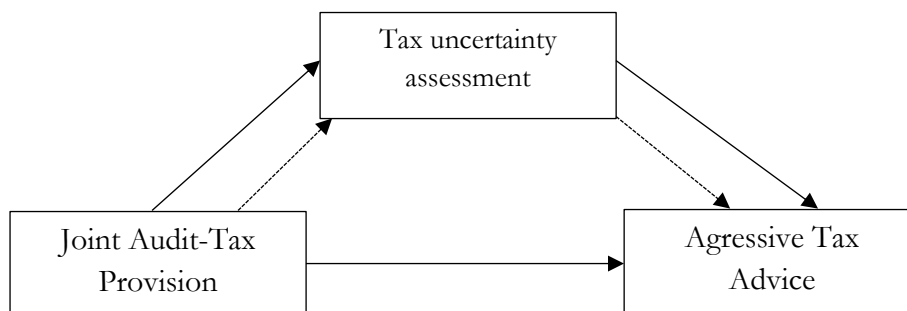 Tax uncertainty
assessment
Joint Audit-Tax
Provision
Agressive Tax
Advice